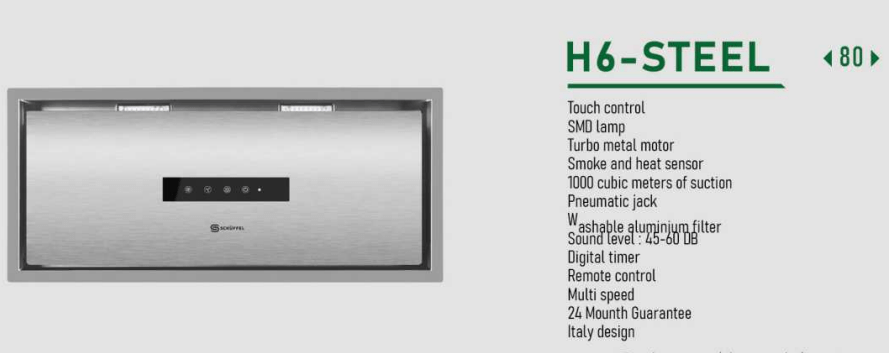 H6-STEEL
◂80▸
Touch control
SMD lamp
Turbo metal motor
Smoke and heat sensor
1000 cubic meters of suction
Pneumatic jack
Washable aluminium filter
Sound level : 45-60 DB
Digital timer
Remote control
Multi speed
24 Mounth Guarantee
Italy design
SCHÜPPEL